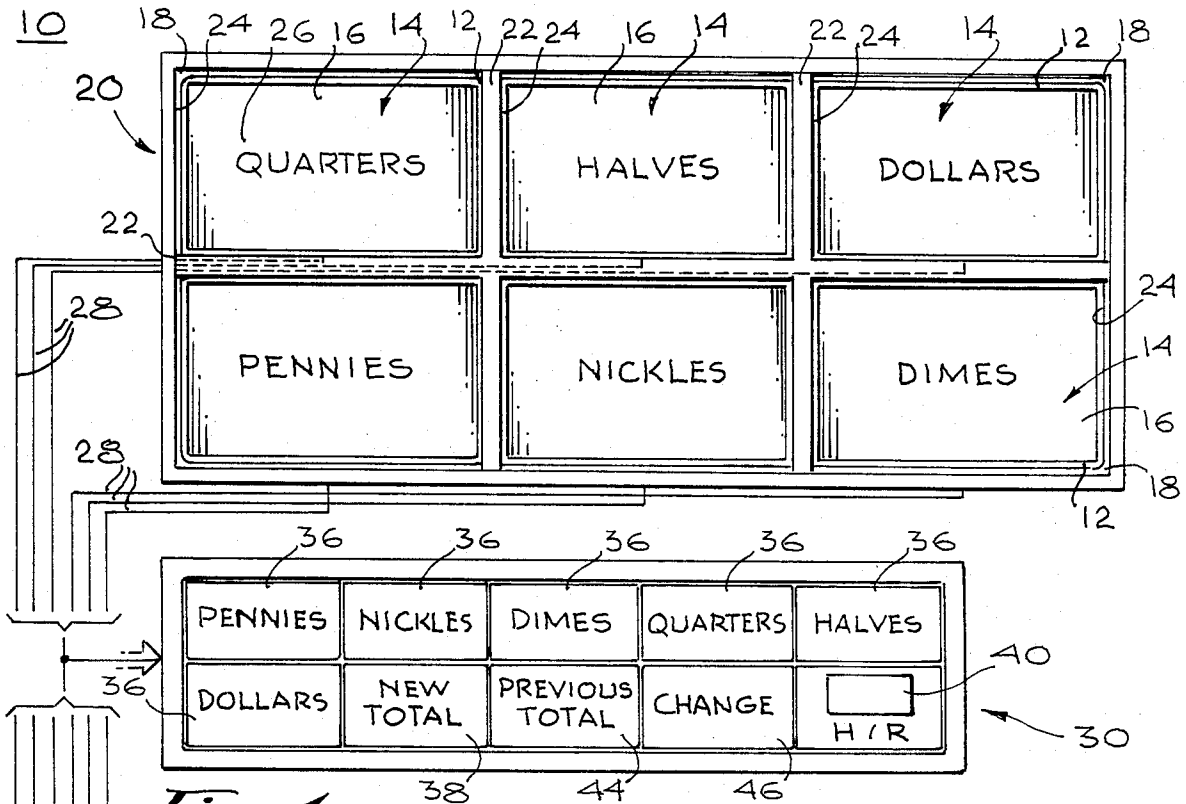 10
18 24 26 16 14 12 22 24 16 14 22 24 14 12 18
20
QUARTERS HALVES DOLLARS
22
28
24
PENNIES NICKLES DIMES
14
16
28
18
12
36 36 36 36 36
PENNIES NICKLES DIMES QUARTERS HALVES
40
36
DOLLARS NEW TOTAL PREVIOUS TOTAL CHANGE
H/R
30
38 44 46